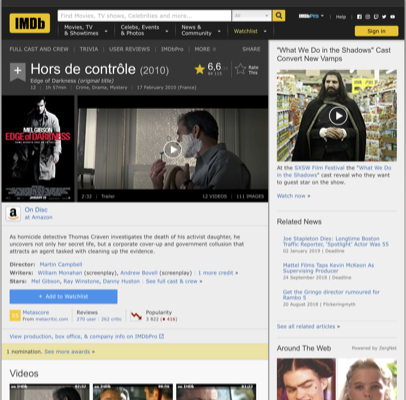 IMDb
Find Movies, TV shows, Celebrities and more...
All
IMDbPro
Help
Movies, TV
& Showtimes
Celebs, Events
& Photos
News &
Community
Watchlist
Sign in
FULL CAST AND CREW | TRIVIA | USER REVIEWS | IMDbPro | MORE
SHARE
Hors de contrôle (2010)
Edge of Darkness (original title)
12 | 1h 57min | Crime, Drama, Mystery | 17 February 2010 (France)
6,6
Rate
This
MEL GIBSON
EDGE OF DARKNESS
2:32 | Trailer
12 VIDEOS | 111 IMAGES
On Disc
at Amazon
As homicide detective Thomas Craven investigates the death of his activist daughter, he
uncovers not only her secret life, but a corporate cover-up and government collusion that
attracts an agent tasked with cleaning up the evidence.
Director: Martin Campbell
Writers: William Monahan (screenplay), Andrew Bovell (screenplay) | 1 more credit »
Stars: Mel Gibson, Ray Winstone, Danny Huston | See full cast & crew »
+ Add to Watchlist
Metascore
From metacritic.com
Reviews
270 user | 262 critic
Popularity
3 822 (416)
View production, box office, & company info on IMDbPro
1 nomination. See more awards »
Videos
"What We Do in the Shadows" Cast
Convert New Vamps
At the SXSW Film Festival the "What We Do
in the Shadows" cast reveal who they want
to guest star on the show.
Watch now »
Related News
Joe Stapleton Dies: Longtime Boston
Traffic Reporter, 'Spotlight' Actor Was 55
02 January 2019 | Deadline
Mattel Films Taps Kevin McKeon As
Supervising Producer
24 September 2018 | Deadline
Get the Gringo director rumoured for
Rambo 5
20 August 2018 | Flickeringmyth
See all related articles »
Around The Web
Powered by ZergNet